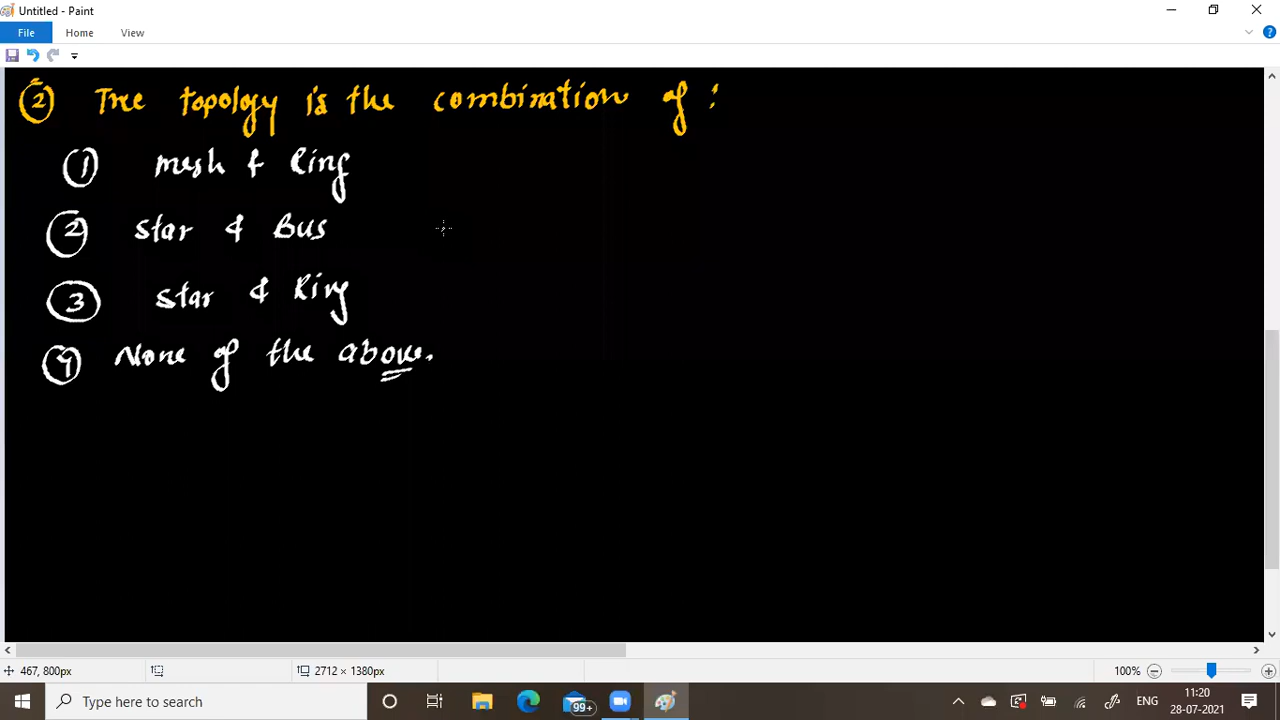 Untitled - Paint
File Home View
② Tree topology is the combination of :
① mesh & Ring
② Star & Bus
③ Star & Ring
④ None of the above.
467, 800px 2712 × 1380px 100%
Type here to search 99+ ENG 11:20
28-07-2021